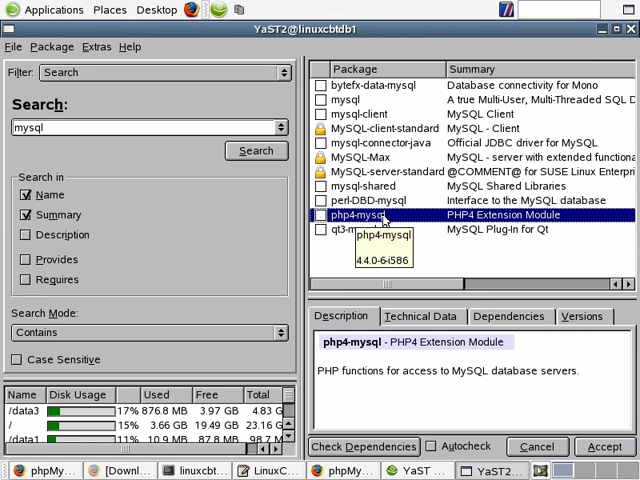 Applications Places Desktop
YaST2@linuxcbtdb1
File Package Extras Help
Filter: Search
Search:
mysql
Search
Search in
Name
Summary
Description
Provides
Requires
Search Mode:
Contains
Case Sensitive
Name Disk Usage Used Free Total
/data3 17% 876.8 MB 3.97 GB 4.83 G
/ 15% 3.66 GB 19.49 GB 23.16 G
/data1 11% 10.9 MB 87.8 MB 98.7 M
Package Summary
bytefx-data-mysql Database connectivity for Mono
mysql A true Multi-User, Multi-Threaded SQL D
mysql-client MySQL Client
MySQL-client-standard MySQL - Client
mysql-connector-java Official JDBC driver for MySQL
MySQL-Max MySQL - server with extended functiona
MySQL-server-standard @COMMENT@ for SUSE Linux Enterpri
mysql-shared MySQL Shared Libraries
perl-DBD-mysql Interface to the MySQL database
php4-mysql PHP4 Extension Module
MySQL Plug-In for Qt
php4-mysql
4.4.0-6-i586
Description Technical Data Dependencies Versions
php4-mysql - PHP4 Extension Module
PHP functions for access to MySQL database servers.
Check Dependencies Autocheck Cancel Accept
phpMy... [Downl... linuxcbt... LinuxC... phpMy... YaST ... YaST2...